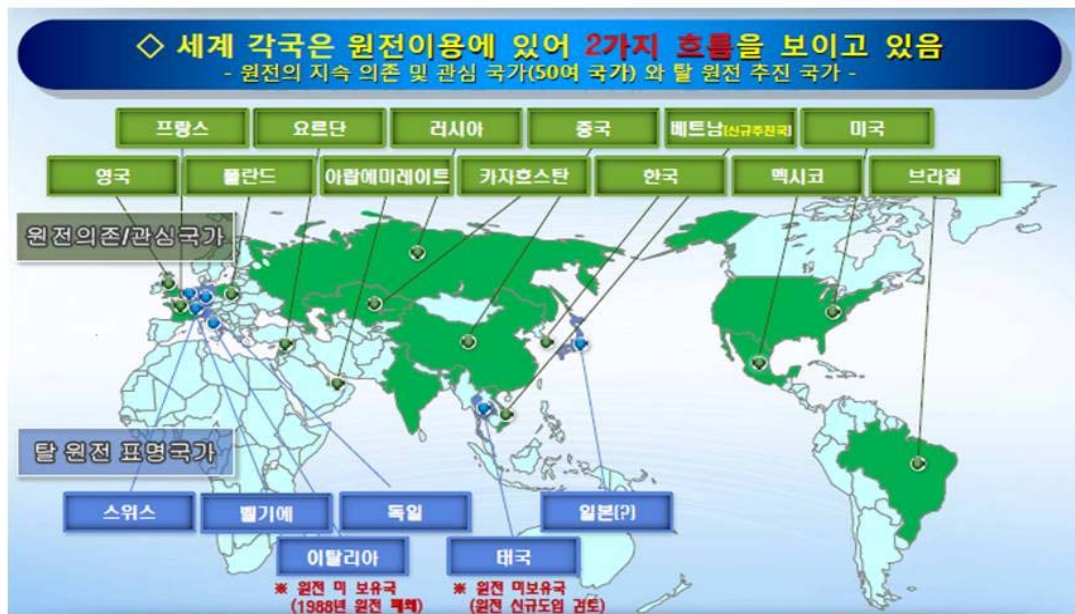 ◇ 세계 각국은 원전이용에 있어 2가지 흐름을 보이고 있음
- 원전의 지속 의존 및 관심 국가(50여 국가) 와 탈 원전 추진 국가 -
프랑스 요르단 러시아 중국 베트남[신규추진국] 미국
영국 폴란드 아랍에미레이트 카자흐스탄 한국 멕시코 브라질
원전의존/관심국가
탈 원전 표명국가
스위스 벨기에 독일 일본(?)
이탈리아 태국
※ 원전 미 보유국 ※ 원전 미보유국
(1988년 원전 폐쇄) (원전 신규도입 검토)